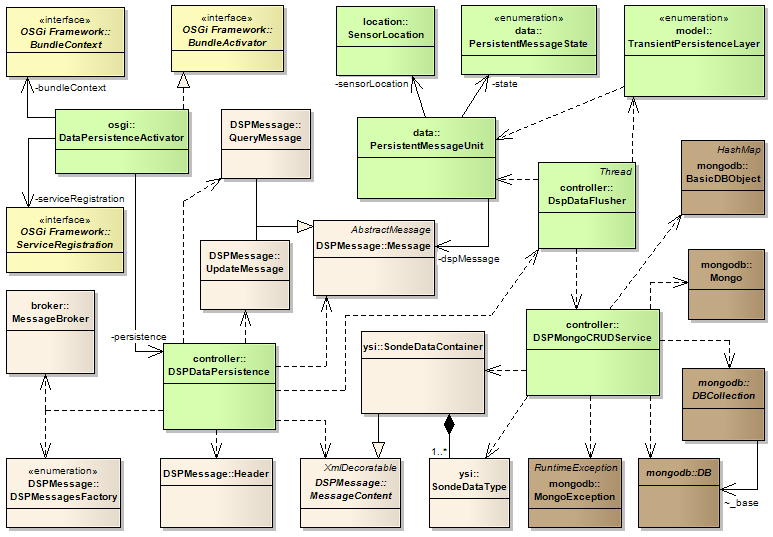 «interface»
OSGi Framework::
BundleContext
«interface»
OSGi Framework::
BundleActivator
location::
SensorLocation
«enumeration»
data::
PersistentMessageState
«enumeration»
model::
TransientPersistenceLayer
-bundleContext
-sensorLocation
-state
osgi::
DataPersistenceActivator
DSPMessage::
QueryMessage
data::
PersistentMessageUnit
HashMap
mongodb::
BasicDBObject
Thread
controller::
DspDataFlusher
-serviceRegistration
«interface»
OSGi Framework::
ServiceRegistration
AbstractMessage
DSPMessage::Message
-dspMessage
DSPMessage::
UpdateMessage
mongodb::
Mongo
broker::
MessageBroker
-persistence
controller::
DSPDataPersistence
ysi::SondeDataContainer
controller::
DSPMongoCRUDService
mongodb::
DBCollection
1..*
«enumeration»
DSPMessage::
DSPMessagesFactory
DSPMessage::Header
XmlDecoratable
DSPMessage::
MessageContent
ysi::
SondeDataType
RuntimeException
mongodb::
MongoException
mongodb::DB
~_base